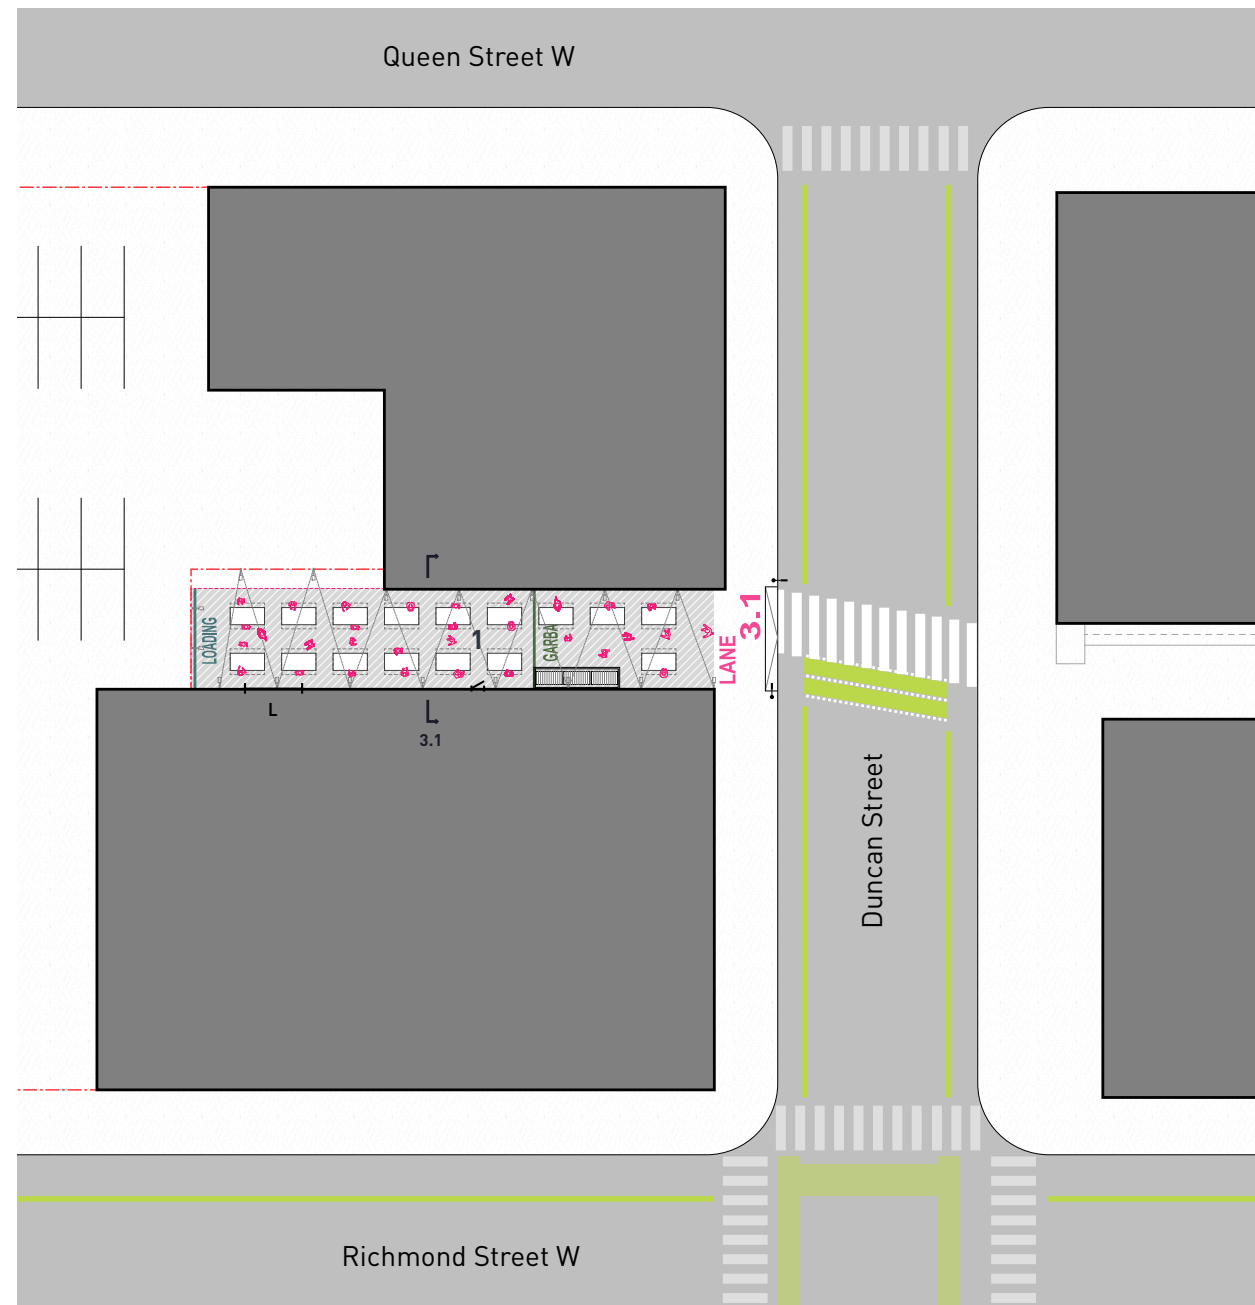 Queen Street W
LOADING
1
GARBA
LANE
3.1
L
3.1
Duncan Street
Richmond Street W